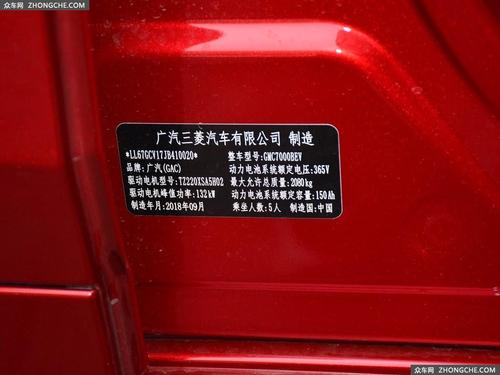 众车网 ZHONGCHE.COM
广汽三菱汽车有限公司 制造
*LL67GCV17JB410020* 整车型号:GMC7000BEV
品牌:广汽(GAC) 动力电池系统额定电压:365V
驱动电机型号:TZ220XSA5H02 最大允许总质量:2080kg
驱动电机峰值功率:132kW 动力电池系统额定容量:150Ah
制造年月:2018年09月 乘坐人数:5人 制造国:中国
众车网 ZHONGCHE.COM